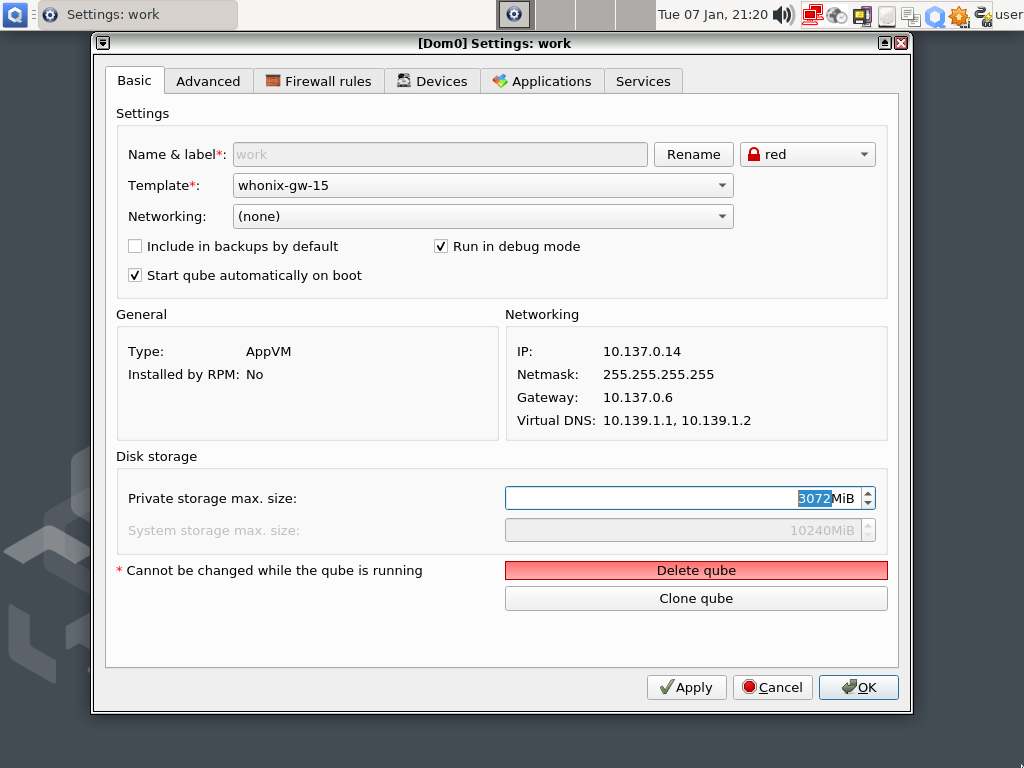 Settings: work
Tue 07 Jan, 21:20
user
[Dom0] Settings: work
Basic
Advanced
Firewall rules
Devices
Applications
Services
Settings
Name & label*:
work
Rename
red
Template*:
whonix-gw-15
Networking:
(none)
Include in backups by default
Run in debug mode
Start qube automatically on boot
General
Type: AppVM
Installed by RPM: No
Networking
IP: 10.137.0.14
Netmask: 255.255.255.255
Gateway: 10.137.0.6
Virtual DNS: 10.139.1.1, 10.139.1.2
Disk storage
Private storage max. size:
3072MiB
System storage max. size:
10240MiB
* Cannot be changed while the qube is running
Delete qube
Clone qube
Apply
Cancel
OK